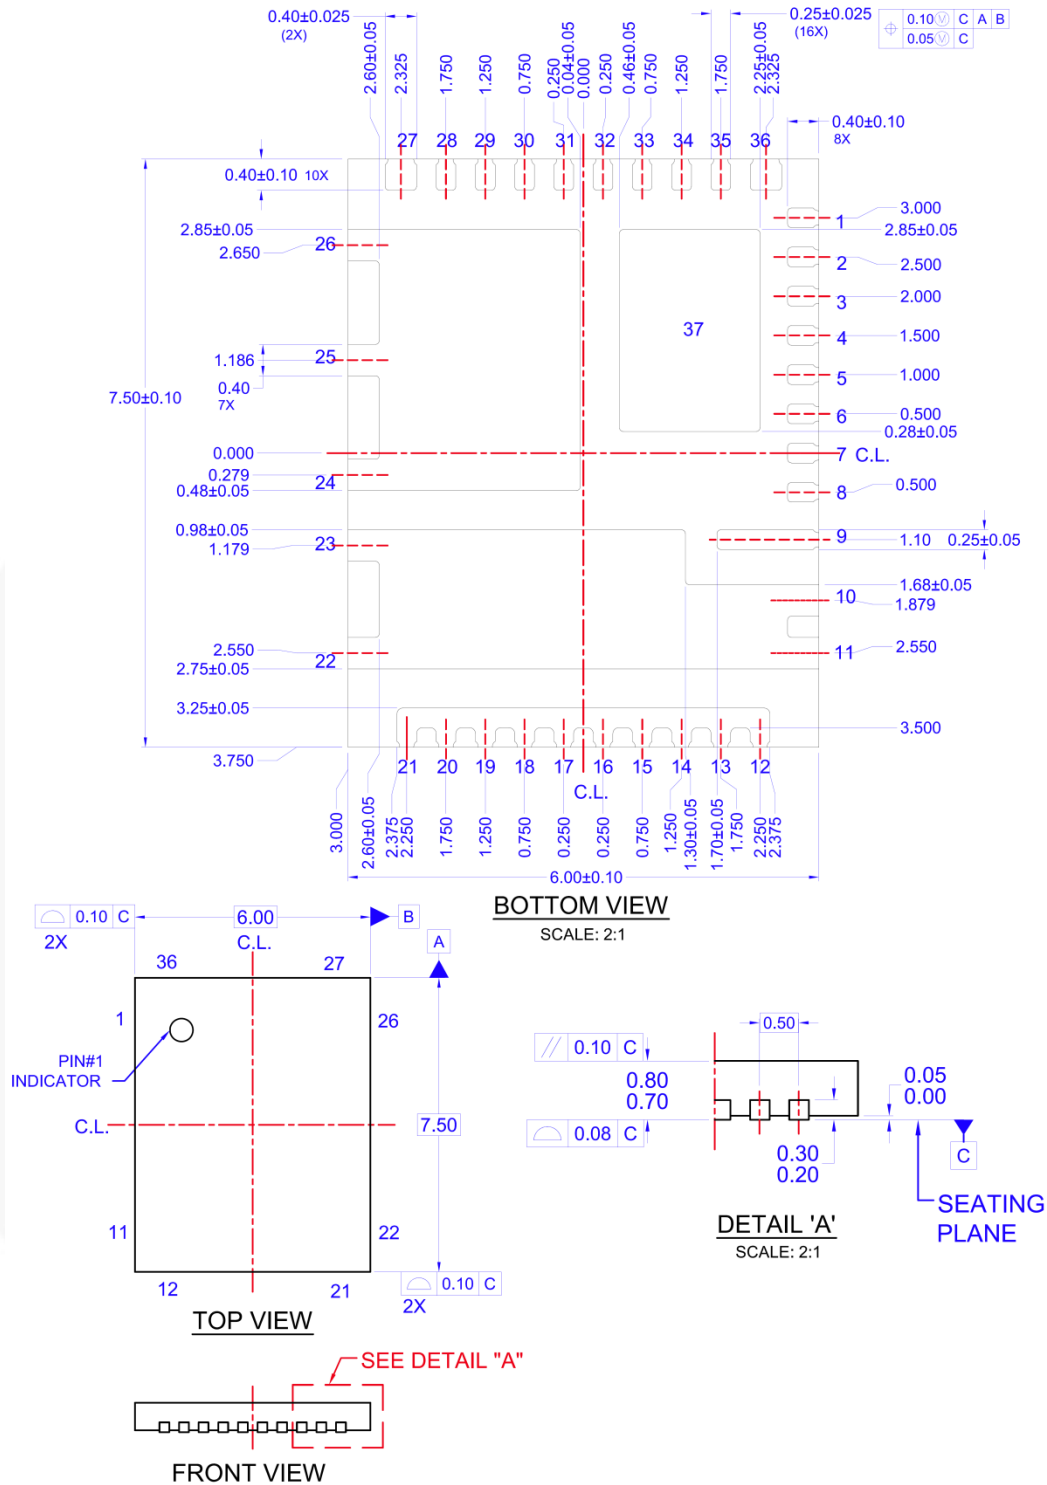 0.40±0.025
(2X)
0.25±0.025
(16X)
0.10 Ⓜ C A B
0.05 Ⓜ C
2.60±0.05
2.325
1.750
1.250
0.750
0.250
0.04±0.05
0.000
0.250
0.46±0.05
0.750
1.250
1.750
2.25±0.05
2.325
0.40±0.10
8X
27 28 29 30 31 32 33 34 35 36
0.40±0.10 10X
2.85±0.05
2.650
26
25
1.186
0.40
7X
7.50±0.10
0.000
0.279
0.48±0.05
24
0.98±0.05
1.179
23
2.550
22
2.75±0.05
3.25±0.05
3.750
37
1 3.000
2.85±0.05
2 2.500
3 2.000
4 1.500
5 1.000
6 0.500
0.28±0.05
7 C.L.
8 0.500
9 1.10 0.25±0.05
1.68±0.05
10 1.879
11 2.550
3.500
21 20 19 18 17 16 15 14 13 12
C.L.
3.000
2.60±0.05
2.375
2.250
1.750
1.250
0.750
0.250
0.250
0.750
1.250
1.30±0.05
1.70±0.05
1.750
2.250
2.375
6.00±0.10
BOTTOM VIEW
SCALE: 2:1
0.10 C
2X
6.00
B
C.L.
A
36 27
1 26
PIN#1
INDICATOR
C.L.
7.50
11 22
12 21
0.10 C
2X
TOP VIEW
0.50
// 0.10 C
0.80
0.70
0.08 C
0.05
0.00
0.30
0.20
C
SEATING
PLANE
DETAIL 'A'
SCALE: 2:1
SEE DETAIL "A"
FRONT VIEW